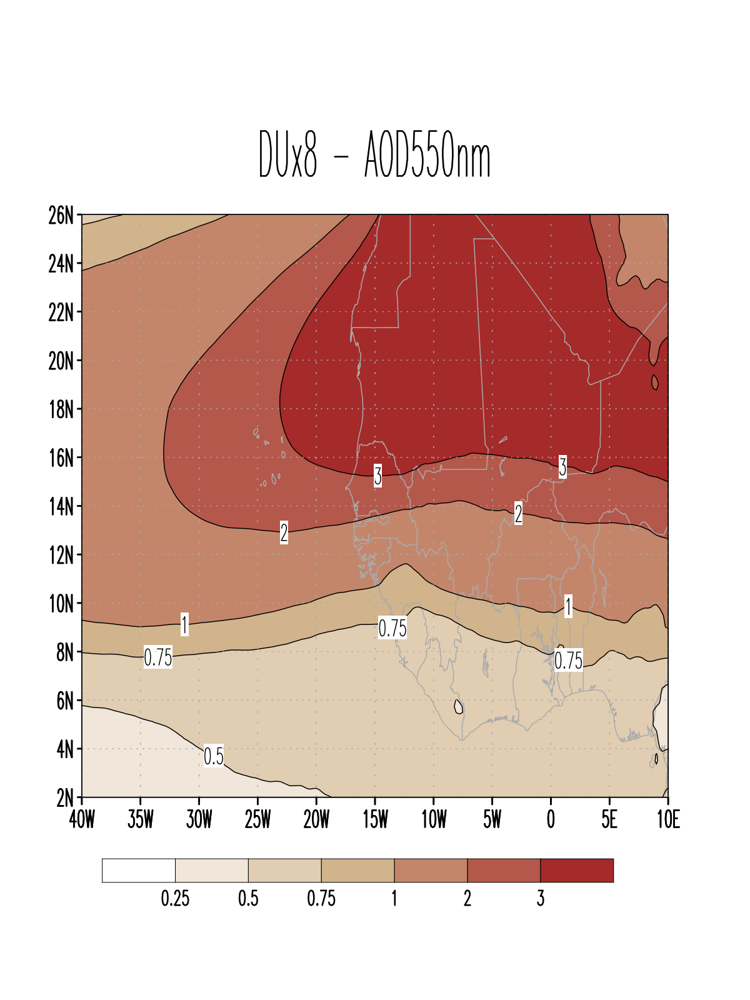 DUx8 - AOD550nm
26N
24N
22N
20N
18N
16N
14N
12N
10N
8N
6N
4N
2N
3
3
2
2
1
1
0.75
0.75
0.75
0.5
40W 35W 30W 25W 20W 15W 10W 5W 0 5E 10E
0.25 0.5 0.75 1 2 3